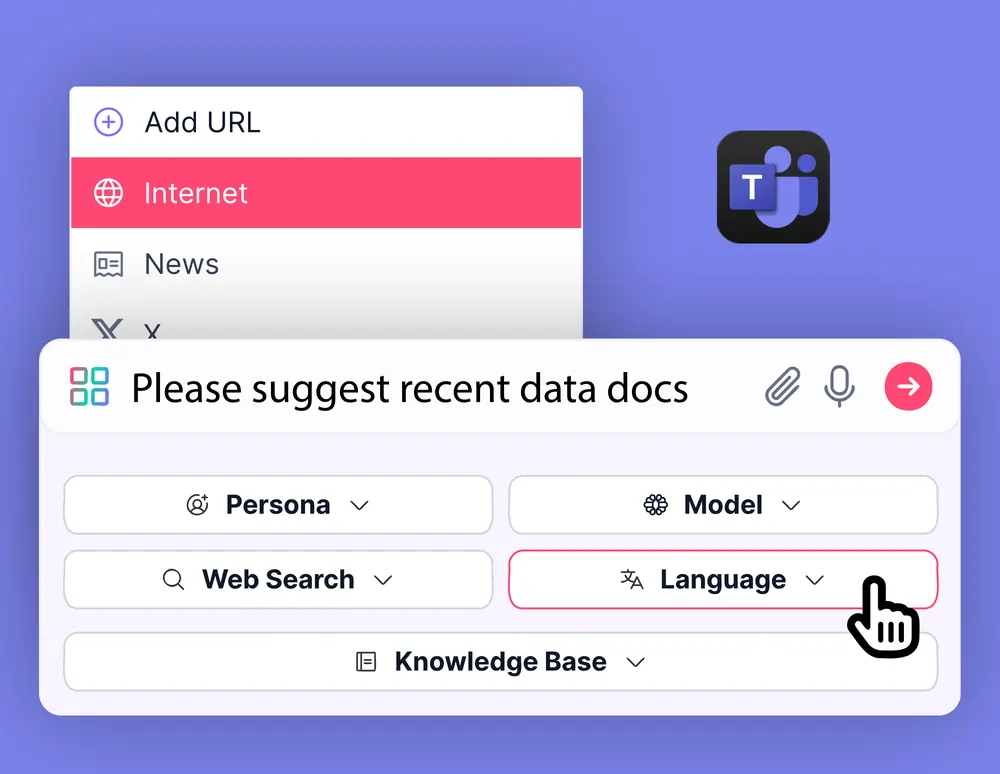 Add URL
Internet
News
X
T
Please suggest recent data docs
Persona
Model
Web Search
Language
Knowledge Base